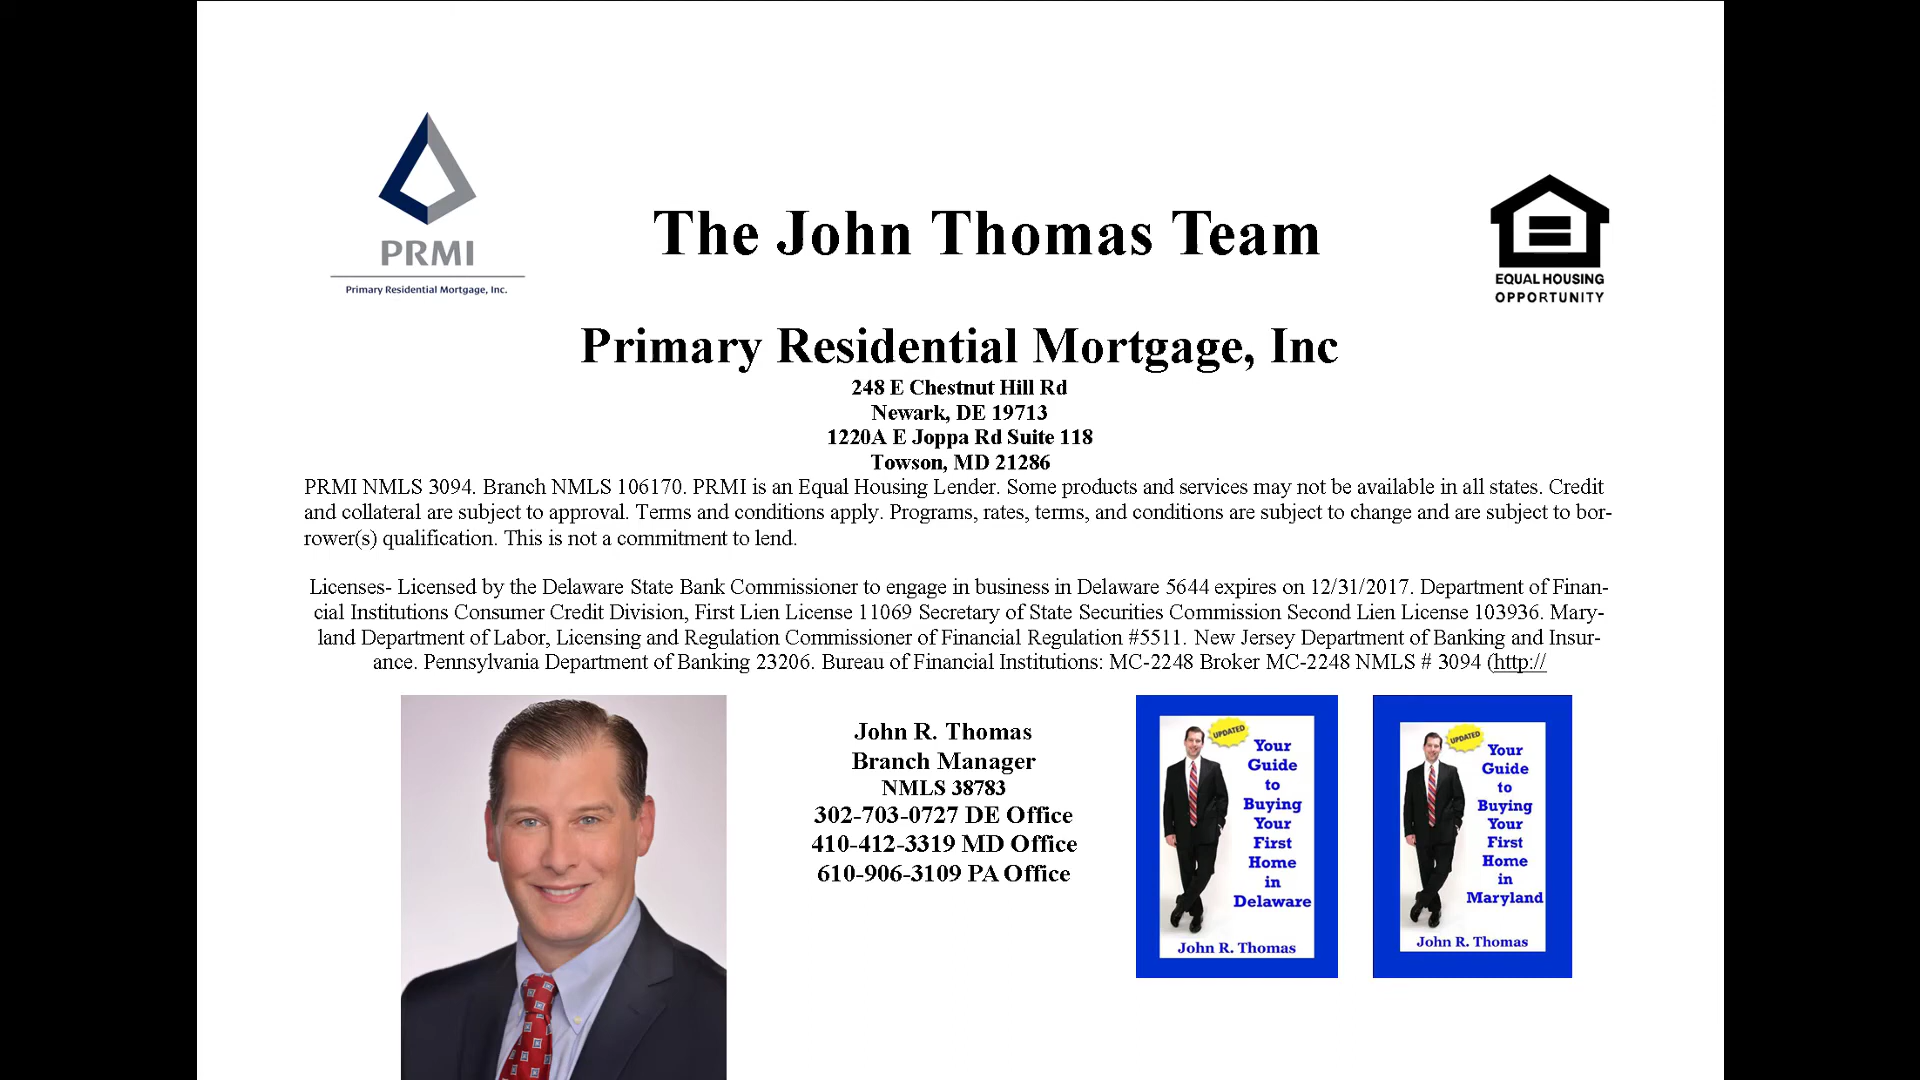 PRMI
Primary Residential Mortgage, Inc.
The John Thomas Team
EQUAL HOUSING
OPPORTUNITY
Primary Residential Mortgage, Inc
248 E Chestnut Hill Rd
Newark, DE 19713
1220A E Joppa Rd Suite 118
Towson, MD 21286
PRMI NMLS 3094. Branch NMLS 106170. PRMI is an Equal Housing Lender. Some products and services may not be available in all states. Credit
and collateral are subject to approval. Terms and conditions apply. Programs, rates, terms, and conditions are subject to change and are subject to bor-
rower(s) qualification. This is not a commitment to lend.
Licenses- Licensed by the Delaware State Bank Commissioner to engage in business in Delaware 5644 expires on 12/31/2017. Department of Finan-
cial Institutions Consumer Credit Division, First Lien License 11069 Secretary of State Securities Commission Second Lien License 103936. Mary-
land Department of Labor, Licensing and Regulation Commissioner of Financial Regulation #5511. New Jersey Department of Banking and Insur-
ance. Pennsylvania Department of Banking 23206. Bureau of Financial Institutions: MC-2248 Broker MC-2248 NMLS # 3094 (http://
John R. Thomas
Branch Manager
NMLS 38783
302-703-0727 DE Office
410-412-3319 MD Office
610-906-3109 PA Office
UPDATED
Your
Guide
to
Buying
Your
First
Home
in
Delaware
John R. Thomas
UPDATED
Your
Guide
to
Buying
Your
First
Home
in
Maryland
John R. Thomas